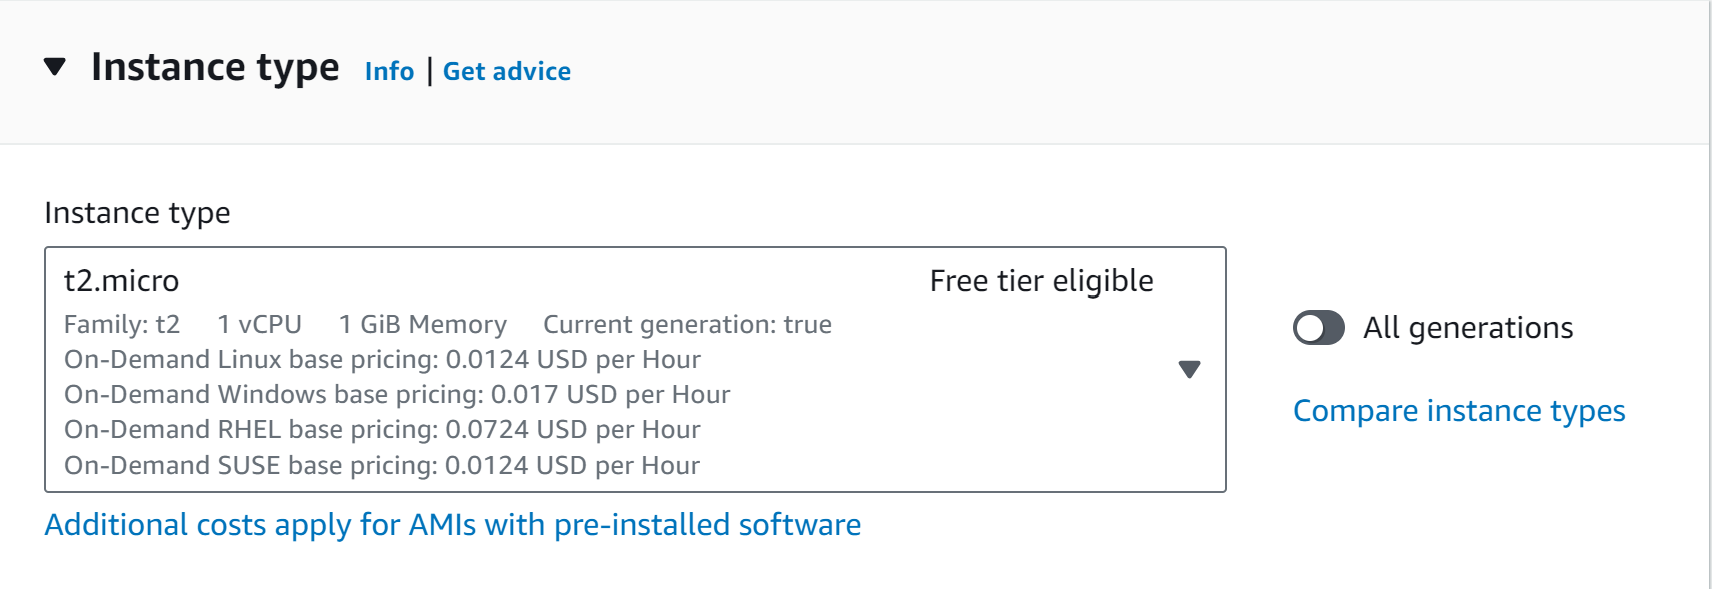 Instance type Info | Get advice
Instance type
t2.micro Free tier eligible
Family: t2 1 vCPU 1 GiB Memory Current generation: true
On-Demand Linux base pricing: 0.0124 USD per Hour
On-Demand Windows base pricing: 0.017 USD per Hour
On-Demand RHEL base pricing: 0.0724 USD per Hour
On-Demand SUSE base pricing: 0.0124 USD per Hour
All generations
Compare instance types
Additional costs apply for AMIs with pre-installed software